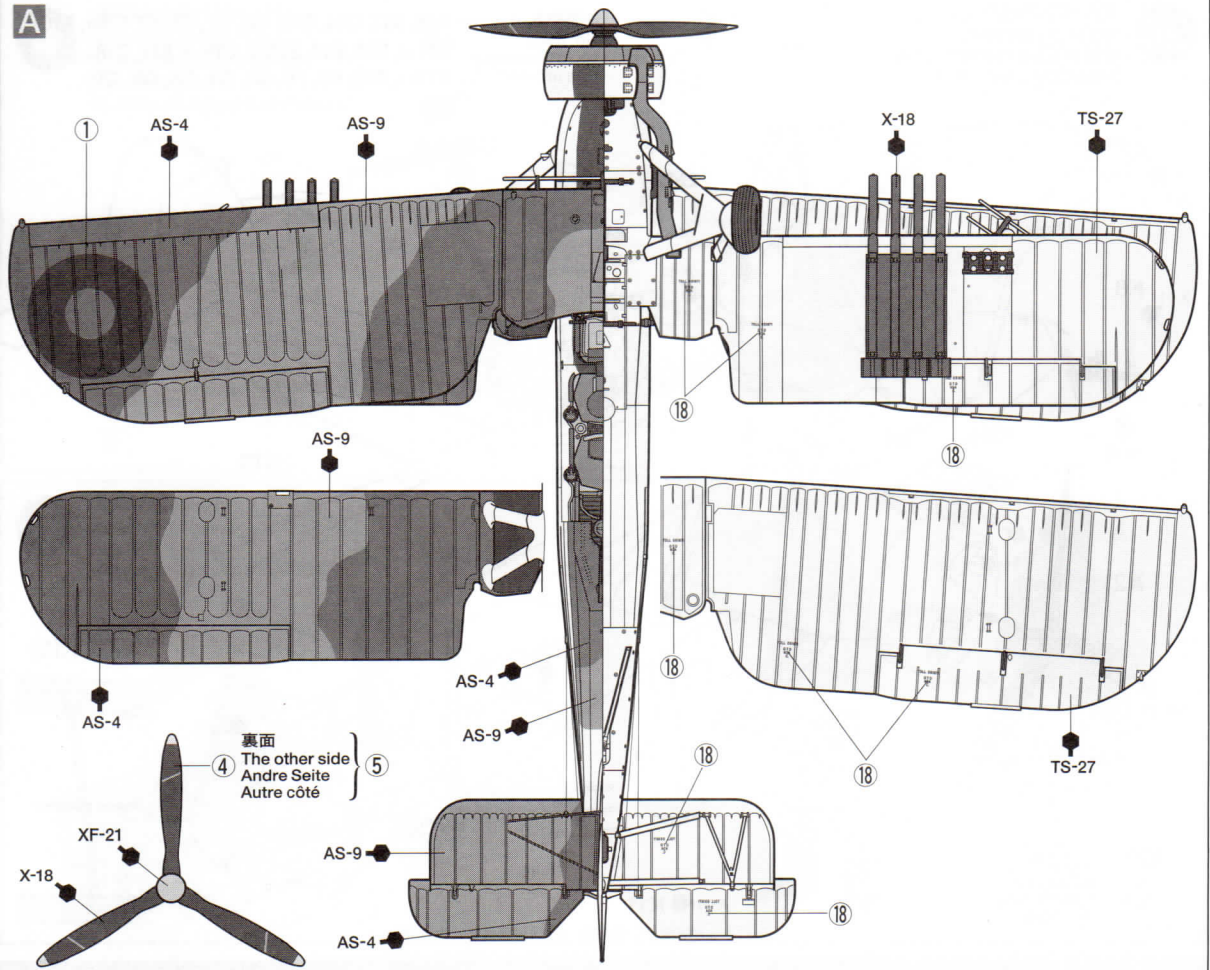 A
① AS-4 AS-9 X-18 TS-27
⑱
⑱
AS-9
⑱
AS-4
AS-4
AS-9
⑱
TS-27
④ 裏面
The other side
Andre Seite
Autre côté
⑤
XF-21
X-18
⑱
AS-9
⑱
AS-4